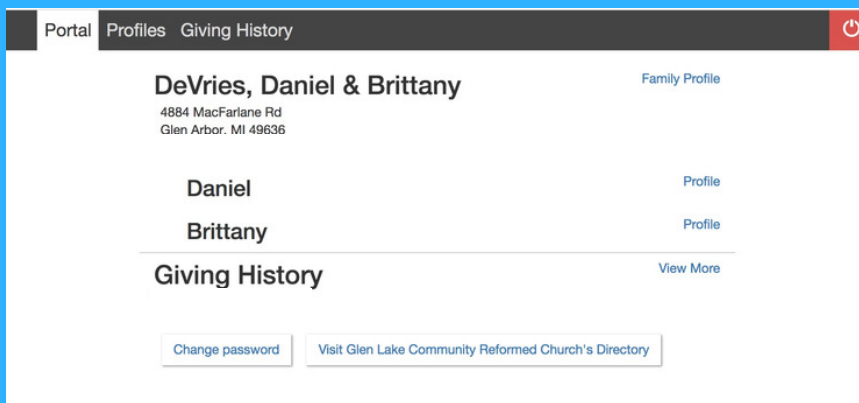 Portal Profiles Giving History
DeVries, Daniel & Brittany Family Profile
4884 MacFarlane Rd
Glen Arbor, MI 49636
Daniel Profile
Brittany Profile
Giving History View More
Change password Visit Glen Lake Community Reformed Church's Directory